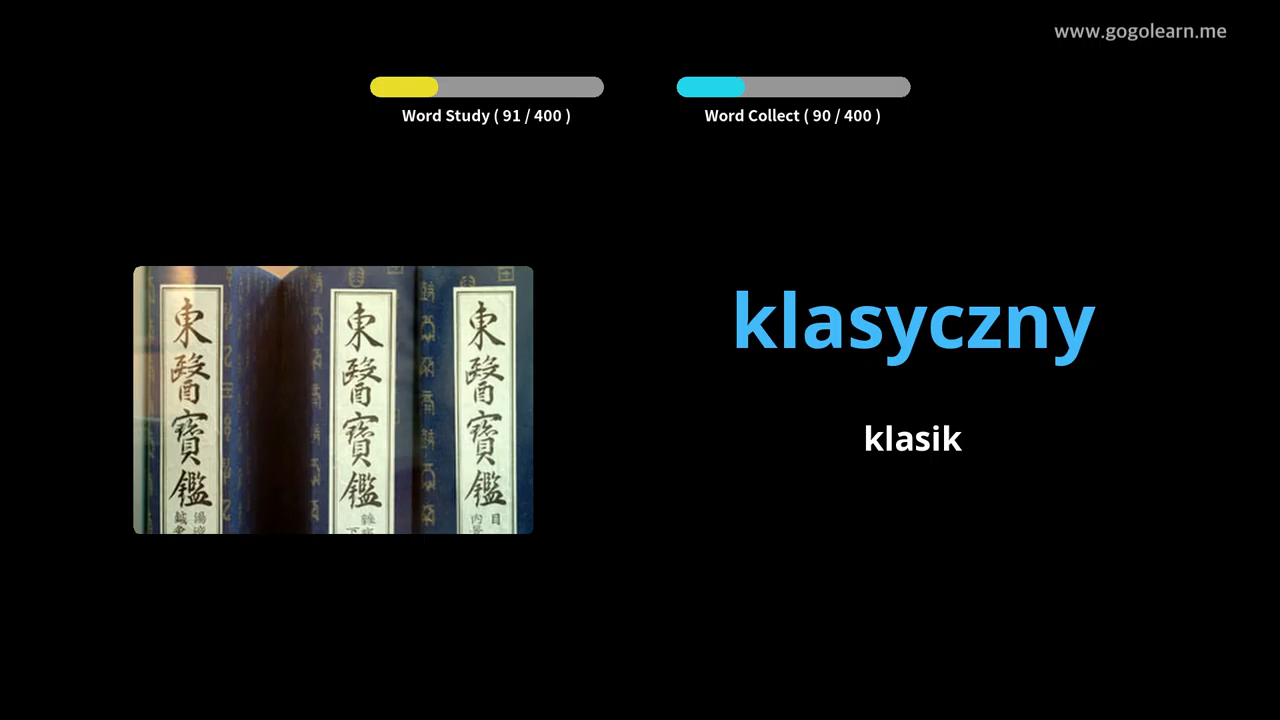 www.gogolearn.me
Word Study ( 91 / 400 )
Word Collect ( 90 / 400 )
東醫寶鑑
東醫寶鑑
東醫寶鑑
klasyczny
klasik